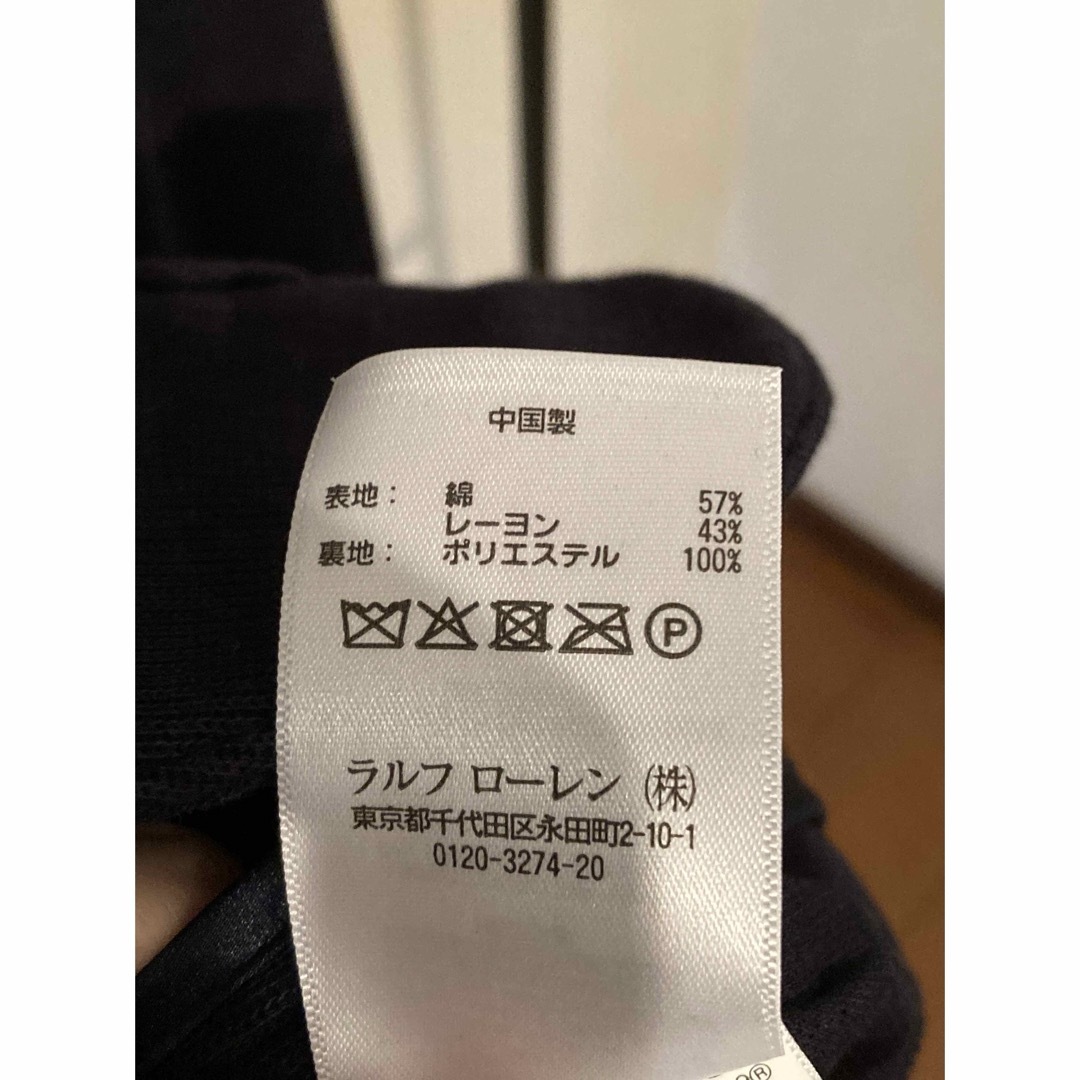 中国製
表地： 綿 57%
レーヨン 43%
裏地： ポリエステル 100%
P
ラルフ ローレン (株)
東京都千代田区永田町2-10-1
0120-3274-20